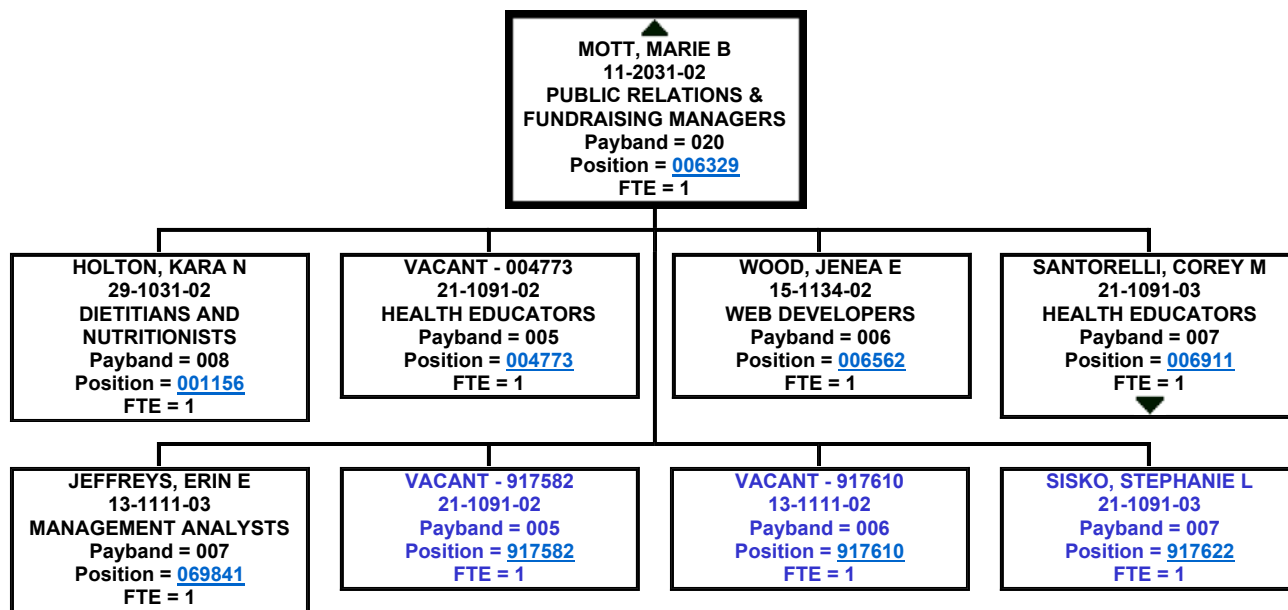 MOTT, MARIE B
11-2031-02
PUBLIC RELATIONS &
FUNDRAISING MANAGERS
Payband = 020
Position = 006329
FTE = 1
HOLTON, KARA N
29-1031-02
DIETITIANS AND
NUTRITIONISTS
Payband = 008
Position = 001156
FTE = 1
VACANT - 004773
21-1091-02
HEALTH EDUCATORS
Payband = 005
Position = 004773
FTE = 1
WOOD, JENEA E
15-1134-02
WEB DEVELOPERS
Payband = 006
Position = 006562
FTE = 1
SANTORELLI, COREY M
21-1091-03
HEALTH EDUCATORS
Payband = 007
Position = 006911
FTE = 1
JEFFREYS, ERIN E
13-1111-03
MANAGEMENT ANALYSTS
Payband = 007
Position = 069841
FTE = 1
VACANT - 917582
21-1091-02
Payband = 005
Position = 917582
FTE = 1
VACANT - 917610
13-1111-02
Payband = 006
Position = 917610
FTE = 1
SISKO, STEPHANIE L
21-1091-03
Payband = 007
Position = 917622
FTE = 1